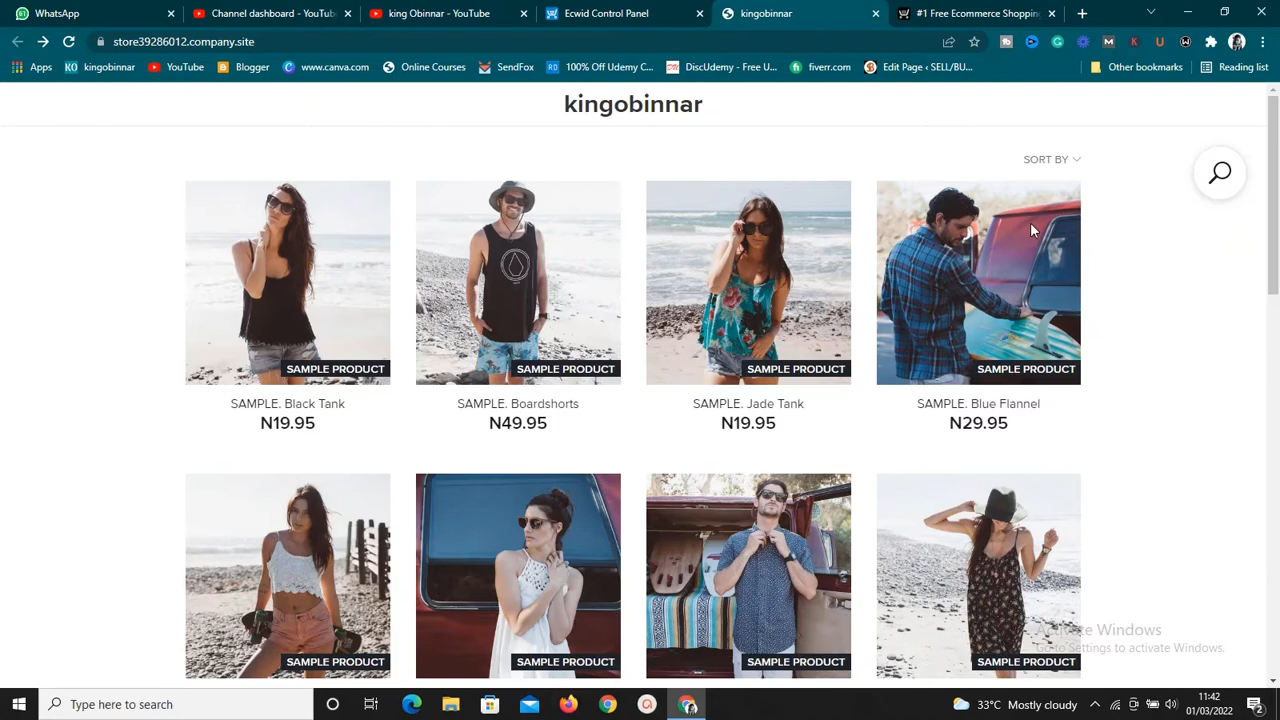 WhatsApp
Channel dashboard - YouTub
king Obinnar - YouTube
Ecwid Control Panel
kingobinnar
#1 Free Ecommerce Shopping
store39286012.company.site
Apps
KO kingobinnar
YouTube
Blogger
www.canva.com
Online Courses
SendFox
RD 100% Off Udemy C...
DiscUdemy - Free U...
fiverr.com
Edit Page ‹ SELL/BU...
Other bookmarks
Reading list
kingobinnar
SORT BY
SAMPLE PRODUCT
SAMPLE PRODUCT
SAMPLE PRODUCT
SAMPLE PRODUCT
SAMPLE. Black Tank
SAMPLE. Boardshorts
SAMPLE. Jade Tank
SAMPLE. Blue Flannel
N19.95
N49.95
N19.95
N29.95
Activate Windows
Go to Settings to activate Windows.
SAMPLE PRODUCT
SAMPLE PRODUCT
SAMPLE PRODUCT
SAMPLE PRODUCT
Type here to search
33°C Mostly cloudy
11:42
01/03/2022
2